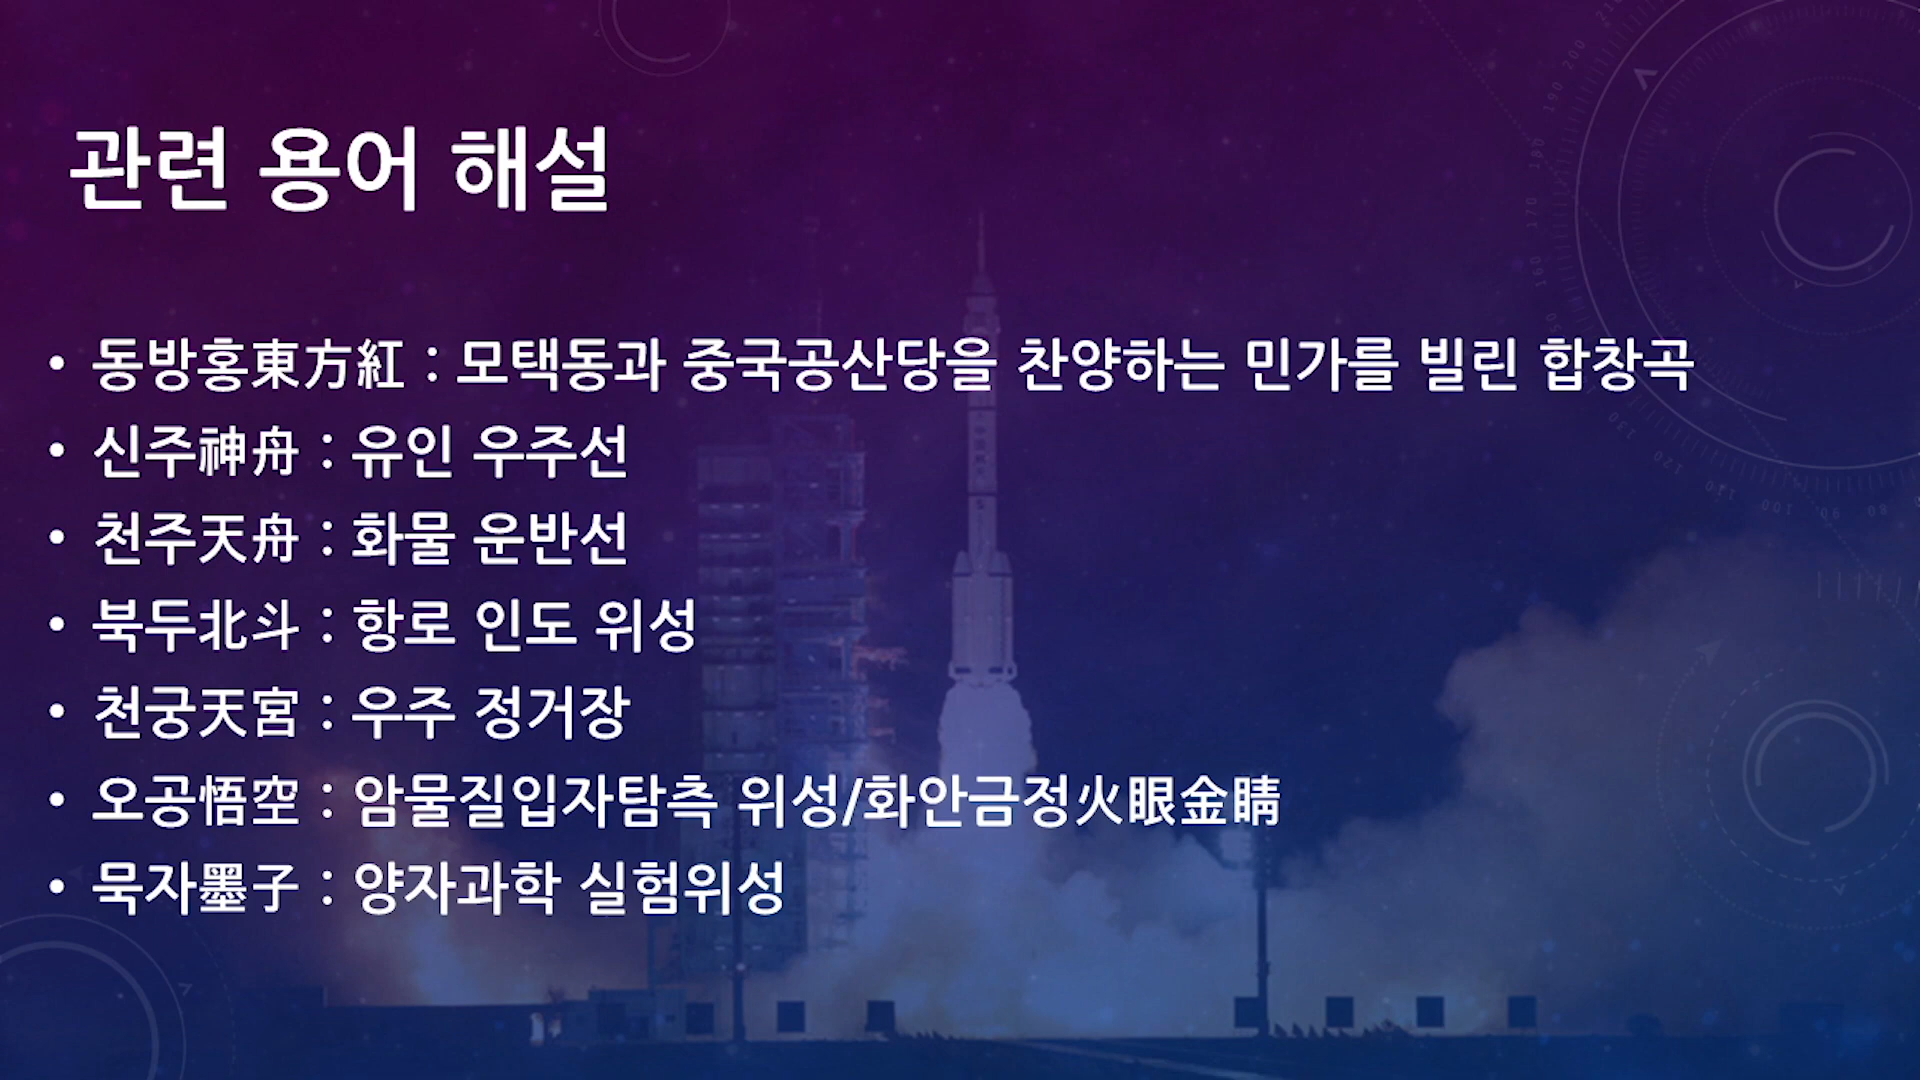 관련 용어 해설
• 동방홍東方紅 : 모택동과 중국공산당을 찬양하는 민가를 빌린 합창곡
• 신주神舟 : 유인 우주선
• 천주天舟 : 화물 운반선
• 북두北斗 : 항로 인도 위성
• 천궁天宮 : 우주 정거장
• 오공悟空 : 암물질입자탐측 위성/화안금정火眼金睛
• 묵자墨子 : 양자과학 실험위성